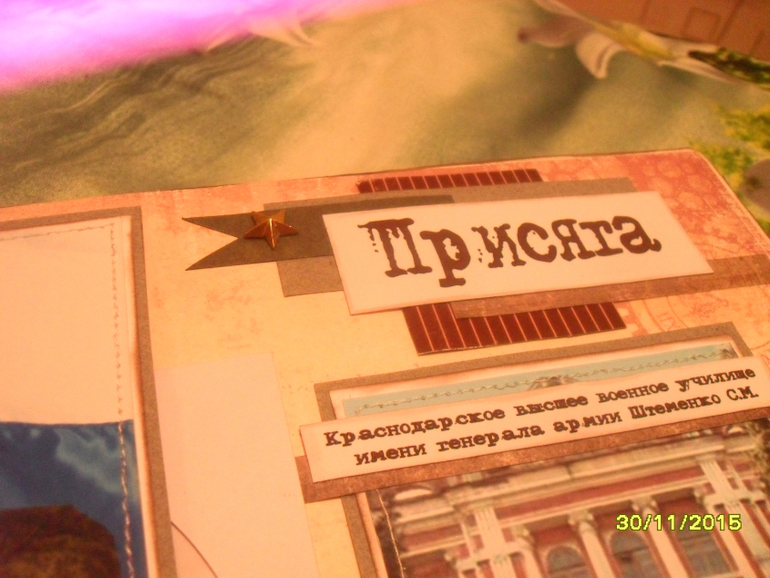 Присяга
Краснодарское высшее военное училище
имени генерала армии Штеменко С.М.
30/11/2015